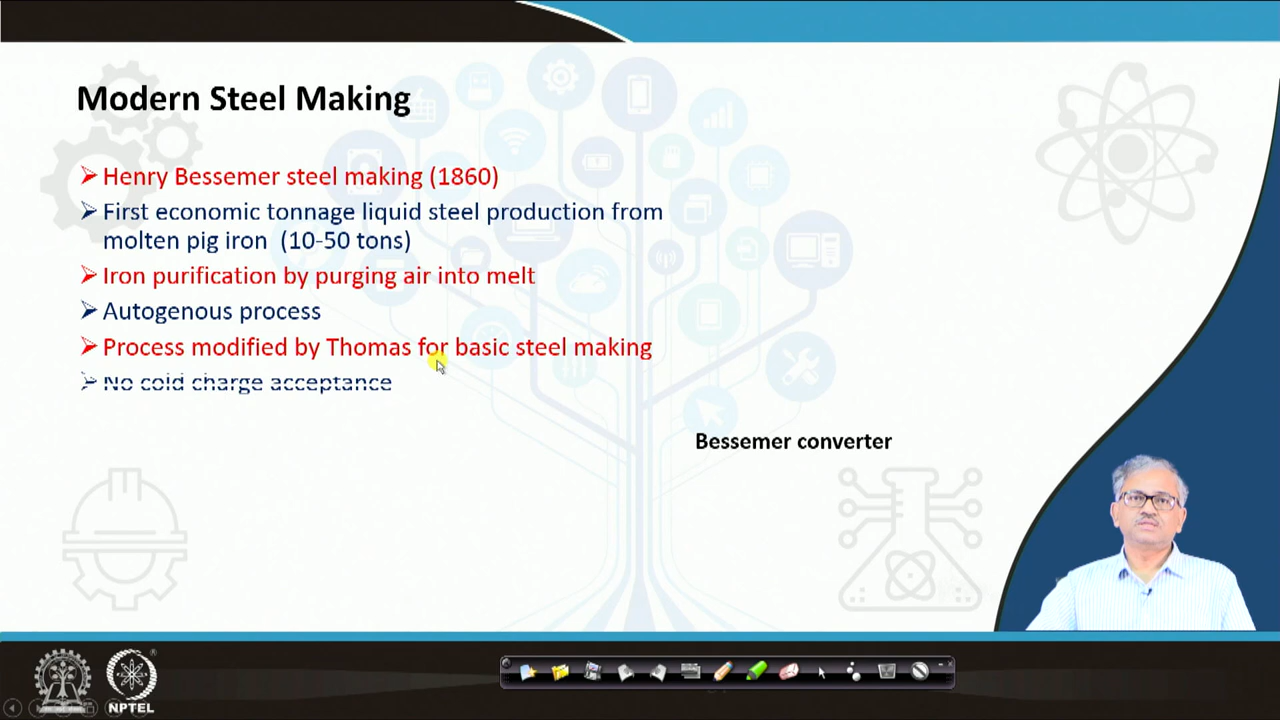 Modern Steel Making
➢ Henry Bessemer steel making (1860)
➢ First economic tonnage liquid steel production from
molten pig iron (10-50 tons)
➢ Iron purification by purging air into melt
➢ Autogenous process
➢ Process modified by Thomas for basic steel making
➢ No cold charge acceptance
Bessemer converter
NPTEL